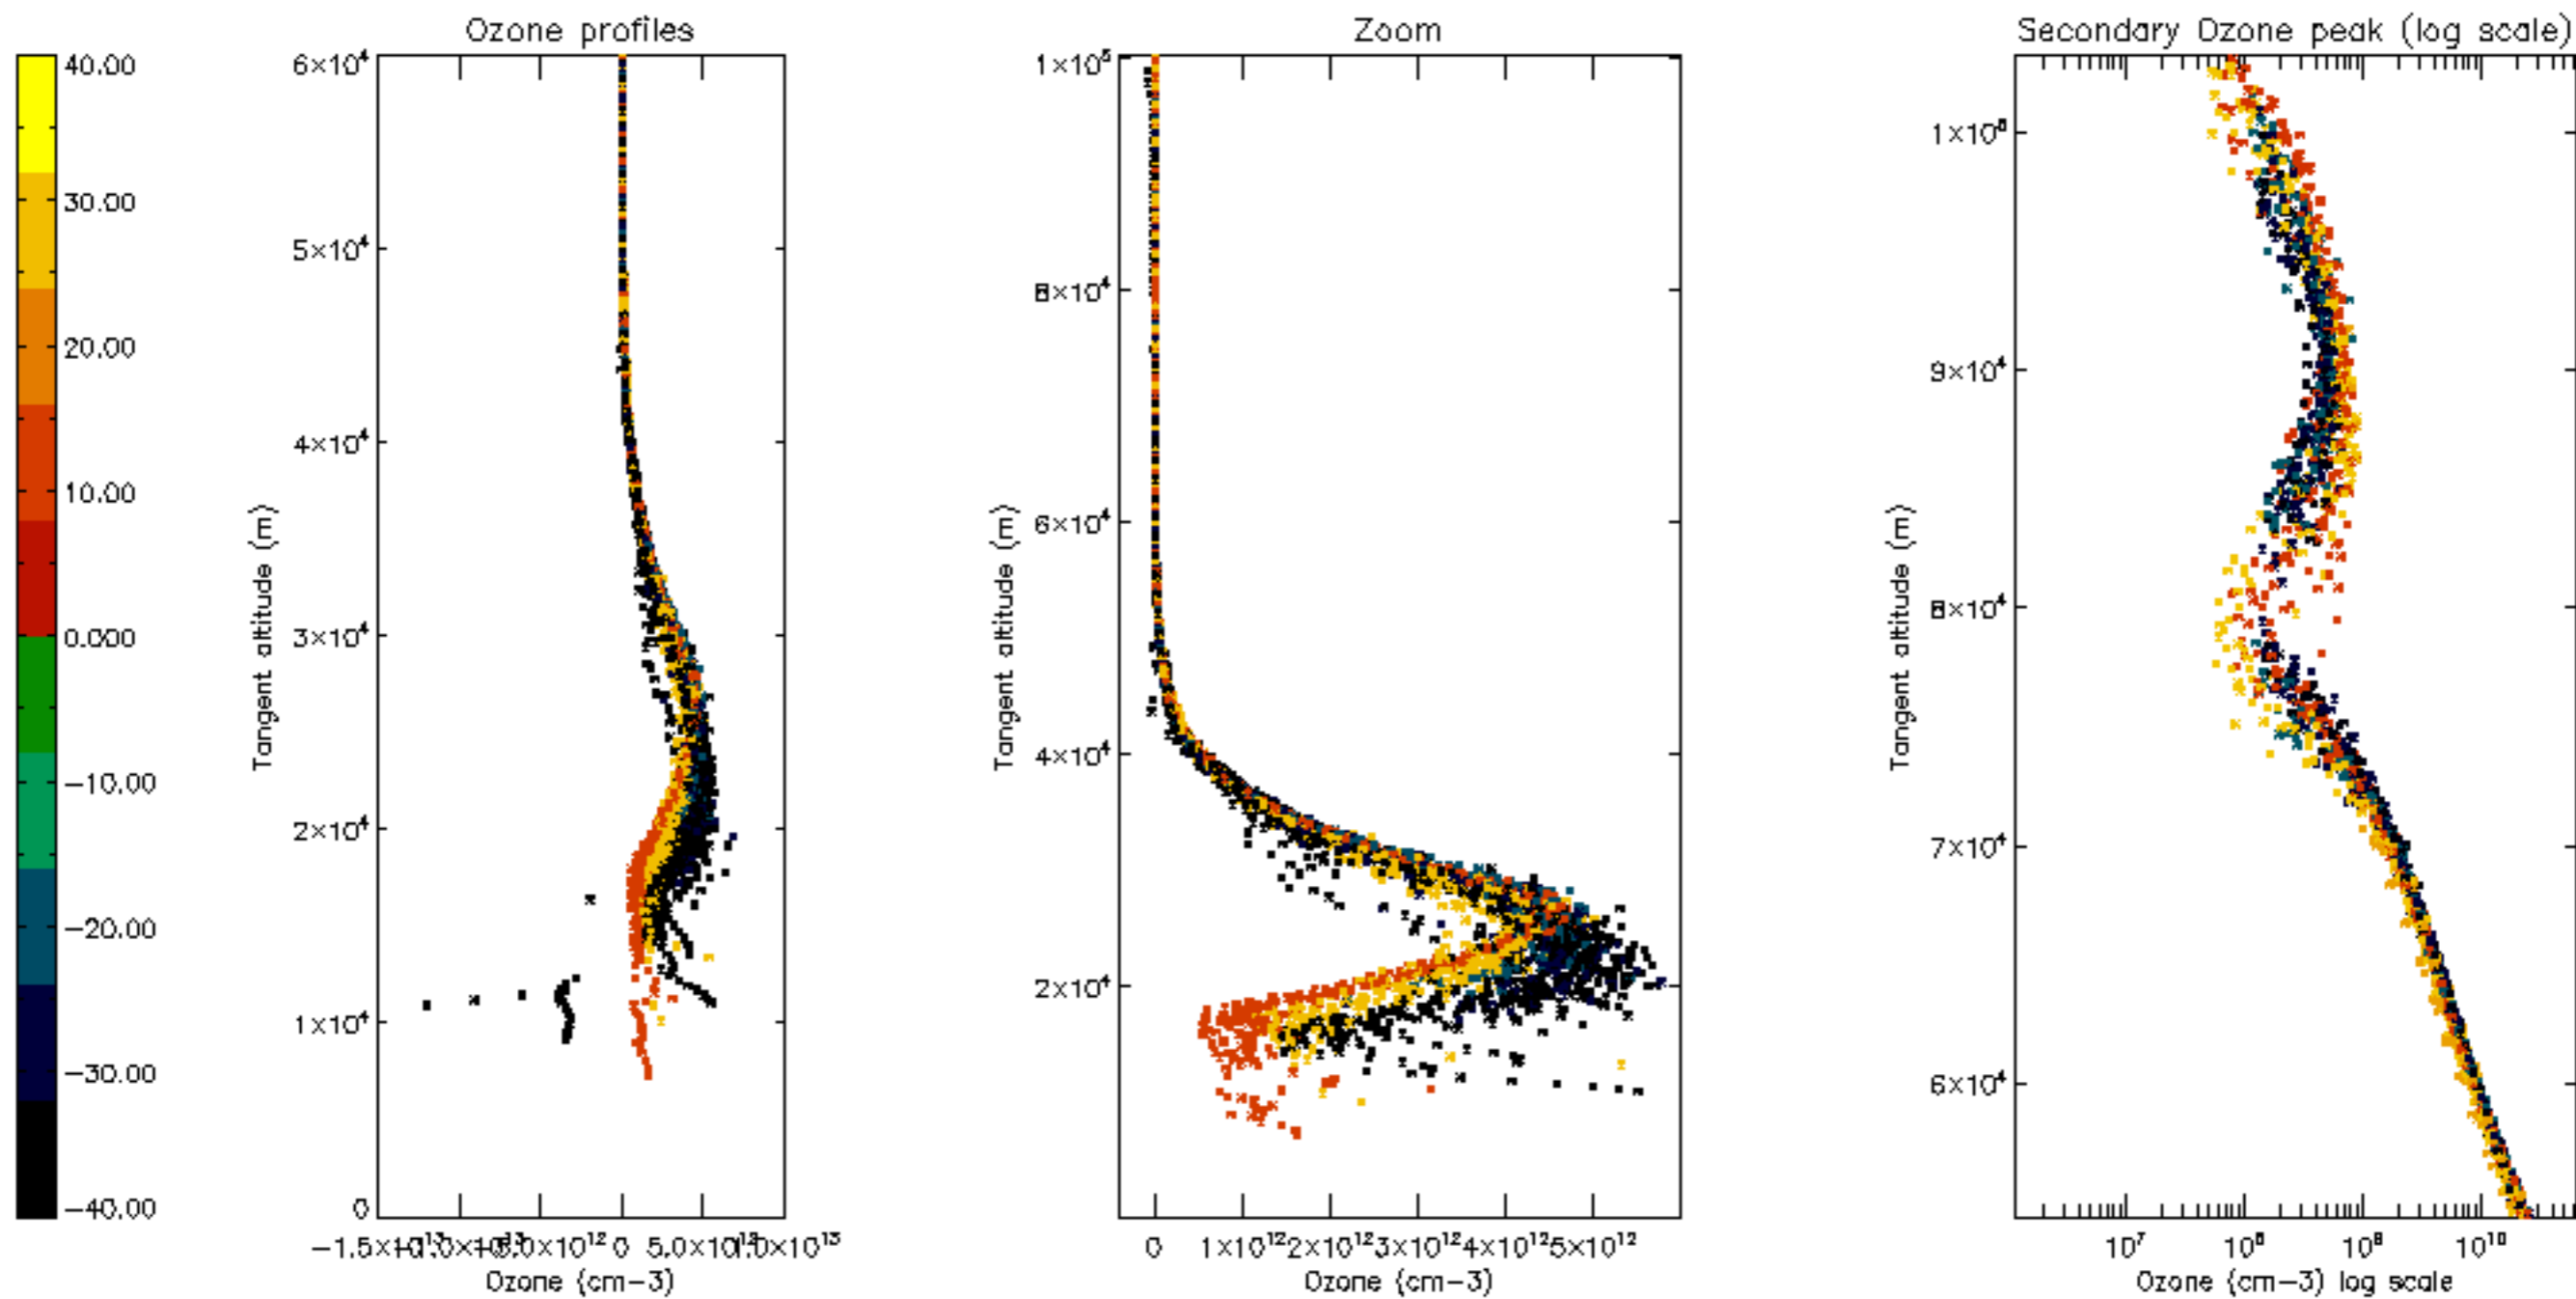 Ozone profiles
Zoom
Secondary Ozone peak (log scale)
40.00
30.00
20.00
10.00
-10.00
-20.00
-30.00
-40.00
6×10⁴
5×10⁴
4×10⁴
3×10⁴
2×10⁴
1×10⁴
0
Tangent altitude (m)
0 5.0×10¹²
Ozone (cm-3)
1×10⁵
8×10⁴
6×10⁴
4×10⁴
2×10⁴
Tangent altitude (m)
0 1×10¹² 2×10¹² 3×10¹² 4×10¹² 5×10¹²
Ozone (cm-3)
9×10⁴
8×10⁴
7×10⁴
6×10⁴
Tangent altitude (m)
10⁷ 10⁸ 10⁹ 10¹⁰
Ozone (cm-3) log scale